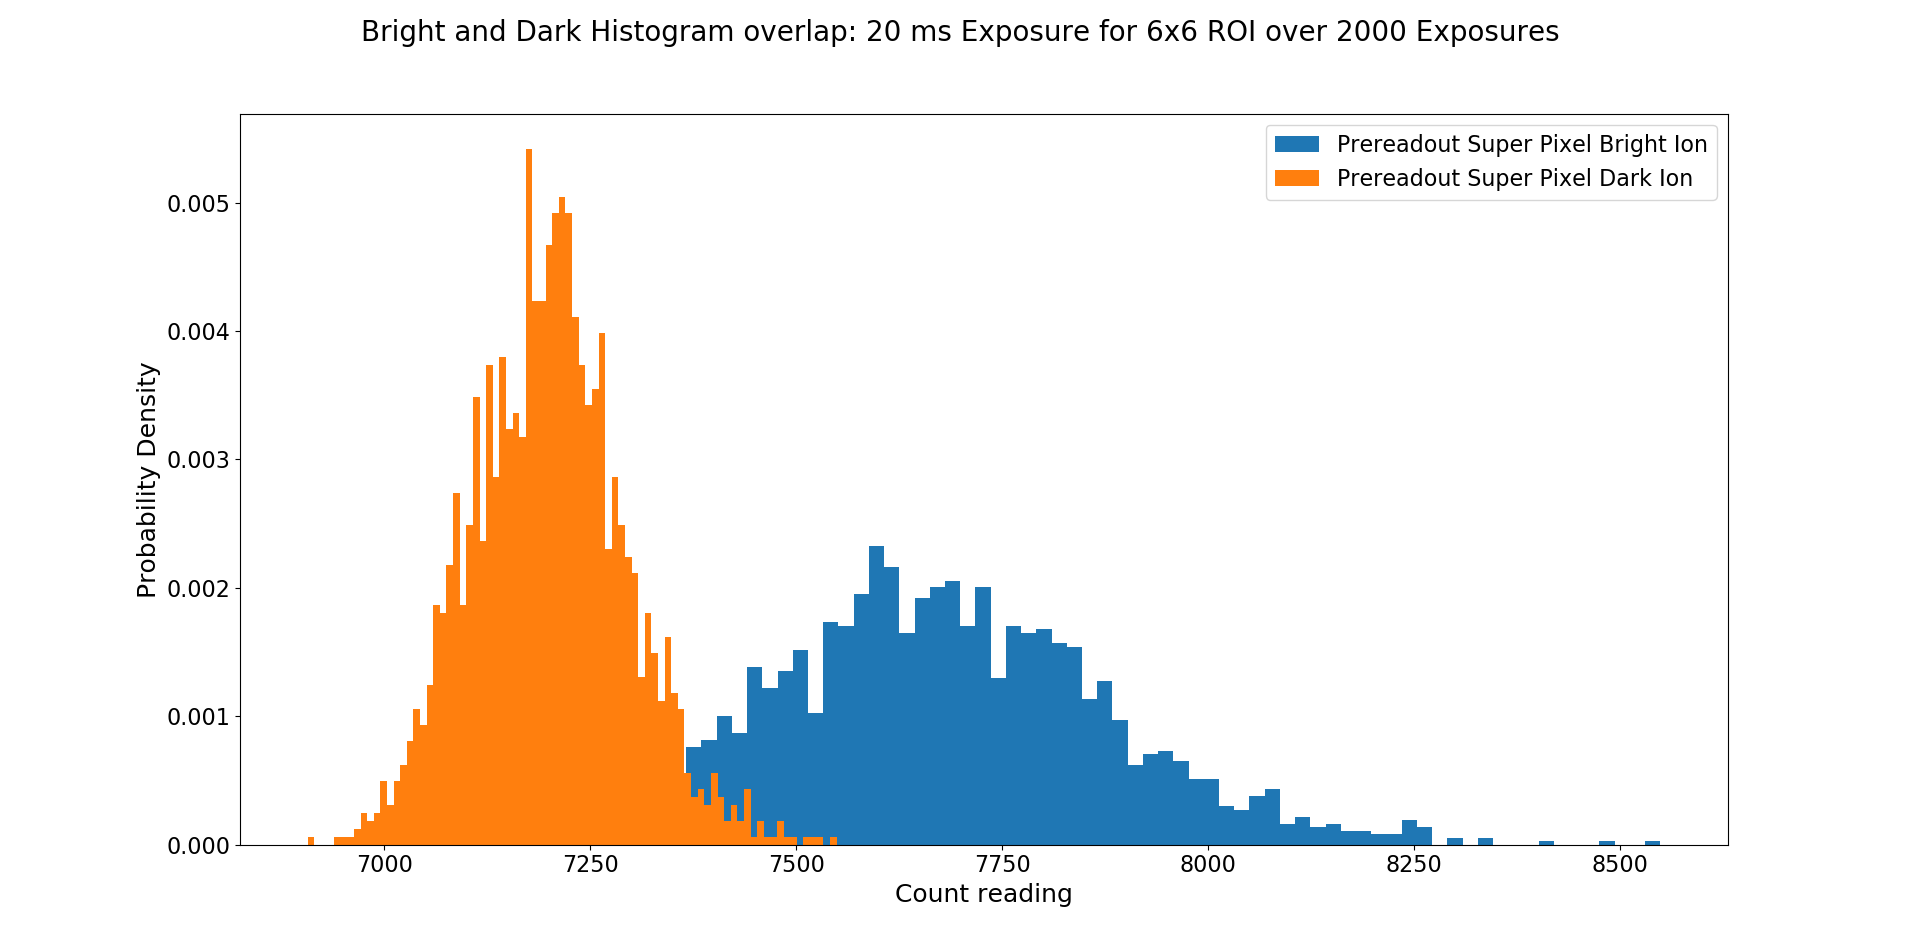 Bright and Dark Histogram overlap: 20 ms Exposure for 6x6 ROI over 2000 Exposures
Prereadout Super Pixel Bright Ion
Prereadout Super Pixel Dark Ion
Probability Density
0.005
0.004
0.003
0.002
0.001
0.000
7000 7250 7500 7750 8000 8250 8500
Count reading